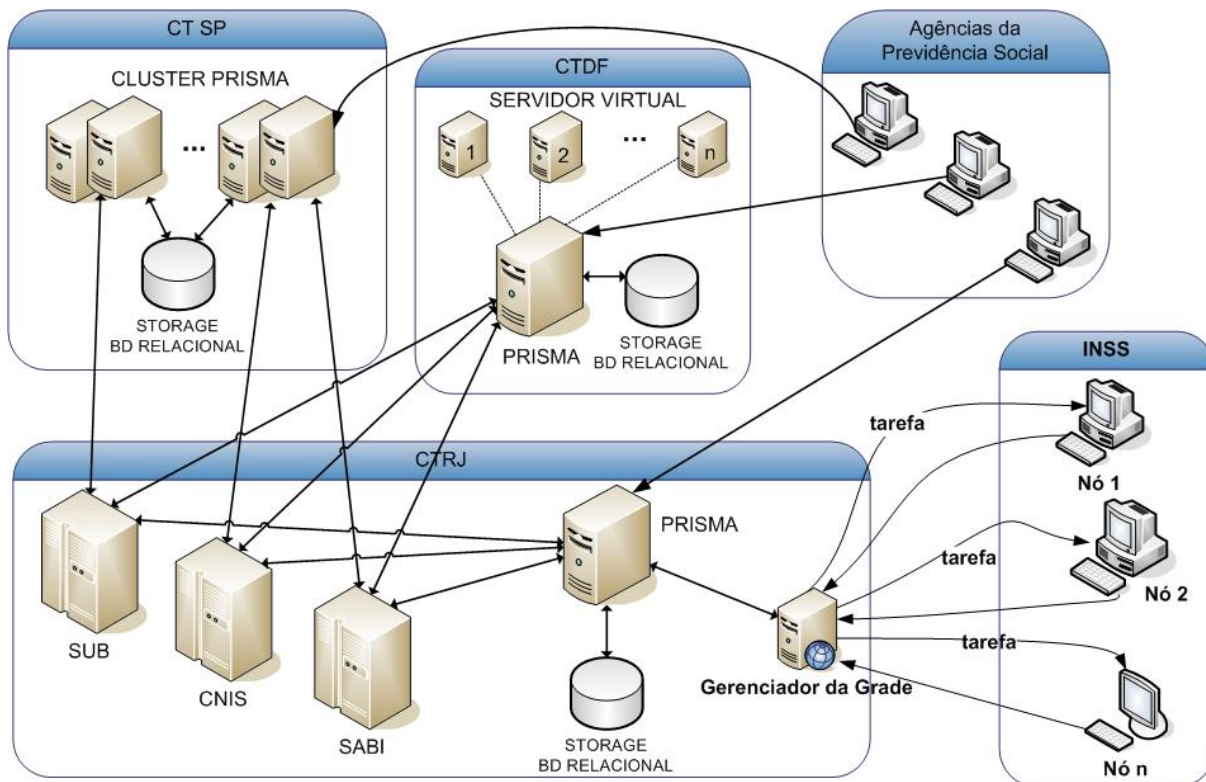 CT SP
CLUSTER PRISMA
...
STORAGE
BD RELACIONAL
CTDF
SERVIDOR VIRTUAL
1
2
...
n
PRISMA
STORAGE
BD RELACIONAL
Agências da
Previdência Social
INSS
tarefa
Nó 1
tarefa
Nó 2
tarefa
Nó n
CTRJ
SUB
CNIS
SABI
PRISMA
STORAGE
BD RELACIONAL
Gerenciador da Grade